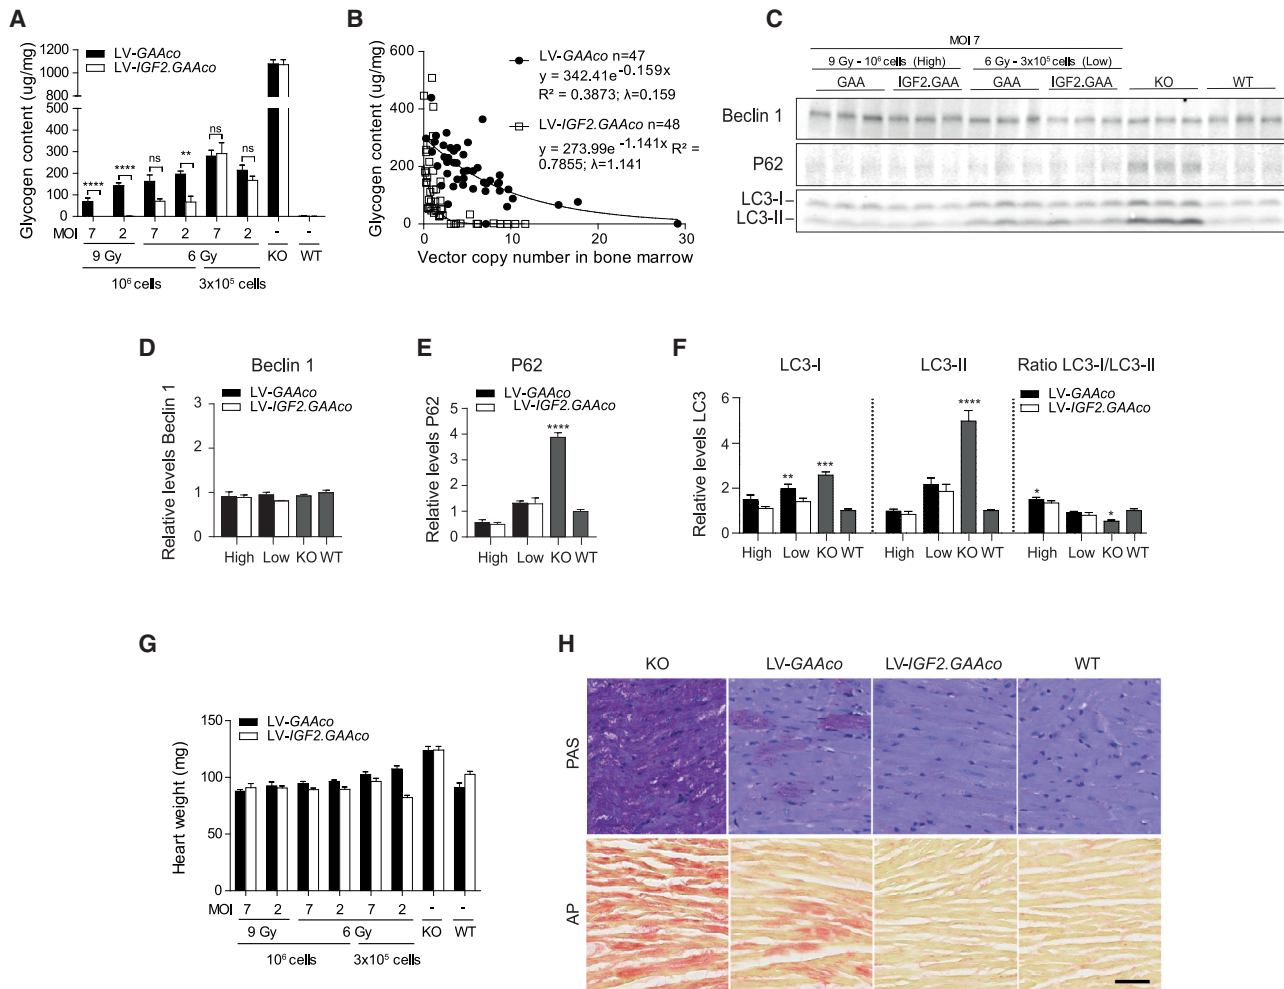 A
LV-GAAco
LV-IGF2.GAAco
Glycogen content (ug/mg)
1200
1000
800
600
500
400
300
200
100
0
****
****
ns
**
ns
ns
MOI 7 2 7 2 7 2 - -
9 Gy 6 Gy KO WT
10⁶ cells 3x10⁵ cells
B
Glycogen content (ug/mg)
600
400
200
0
0 10 20 30
Vector copy number in bone marrow
LV-GAAco n=47
y = 342.41e-0.159x
R² = 0.3873; λ=0.159
LV-IGF2.GAAco n=48
y = 273.99e-1.141x R² =
0.7855; λ=1.141
C
MOI 7
9 Gy - 10⁶ cells (High) 6 Gy - 3x10⁵ cells (Low)
GAA IGF2.GAA GAA IGF2.GAA KO WT
Beclin 1
P62
LC3-I
LC3-II
D
Beclin 1
LV-GAAco
LV-IGF2.GAAco
Relative levels Beclin 1
3
2
1
0
High Low KO WT
E
P62
LV-GAAco
LV-IGF2.GAAco
Relative levels P62
5
4
3
2
1
0
****
High Low KO WT
F
LC3-I LC3-II Ratio LC3-I/LC3-II
LV-GAAco
LV-IGF2.GAAco
Relative levels LC3
6
4
2
0
** *** **** * *
High Low KO WT High Low KO WT High Low KO WT
G
LV-GAAco
LV-IGF2.GAAco
Heart weight (mg)
150
100
50
0
MOI 7 2 7 2 7 2 - -
9 Gy 6 Gy KO WT
10⁶ cells 3x10⁵ cells
H
KO LV-GAAco LV-IGF2.GAAco WT
PAS
AP